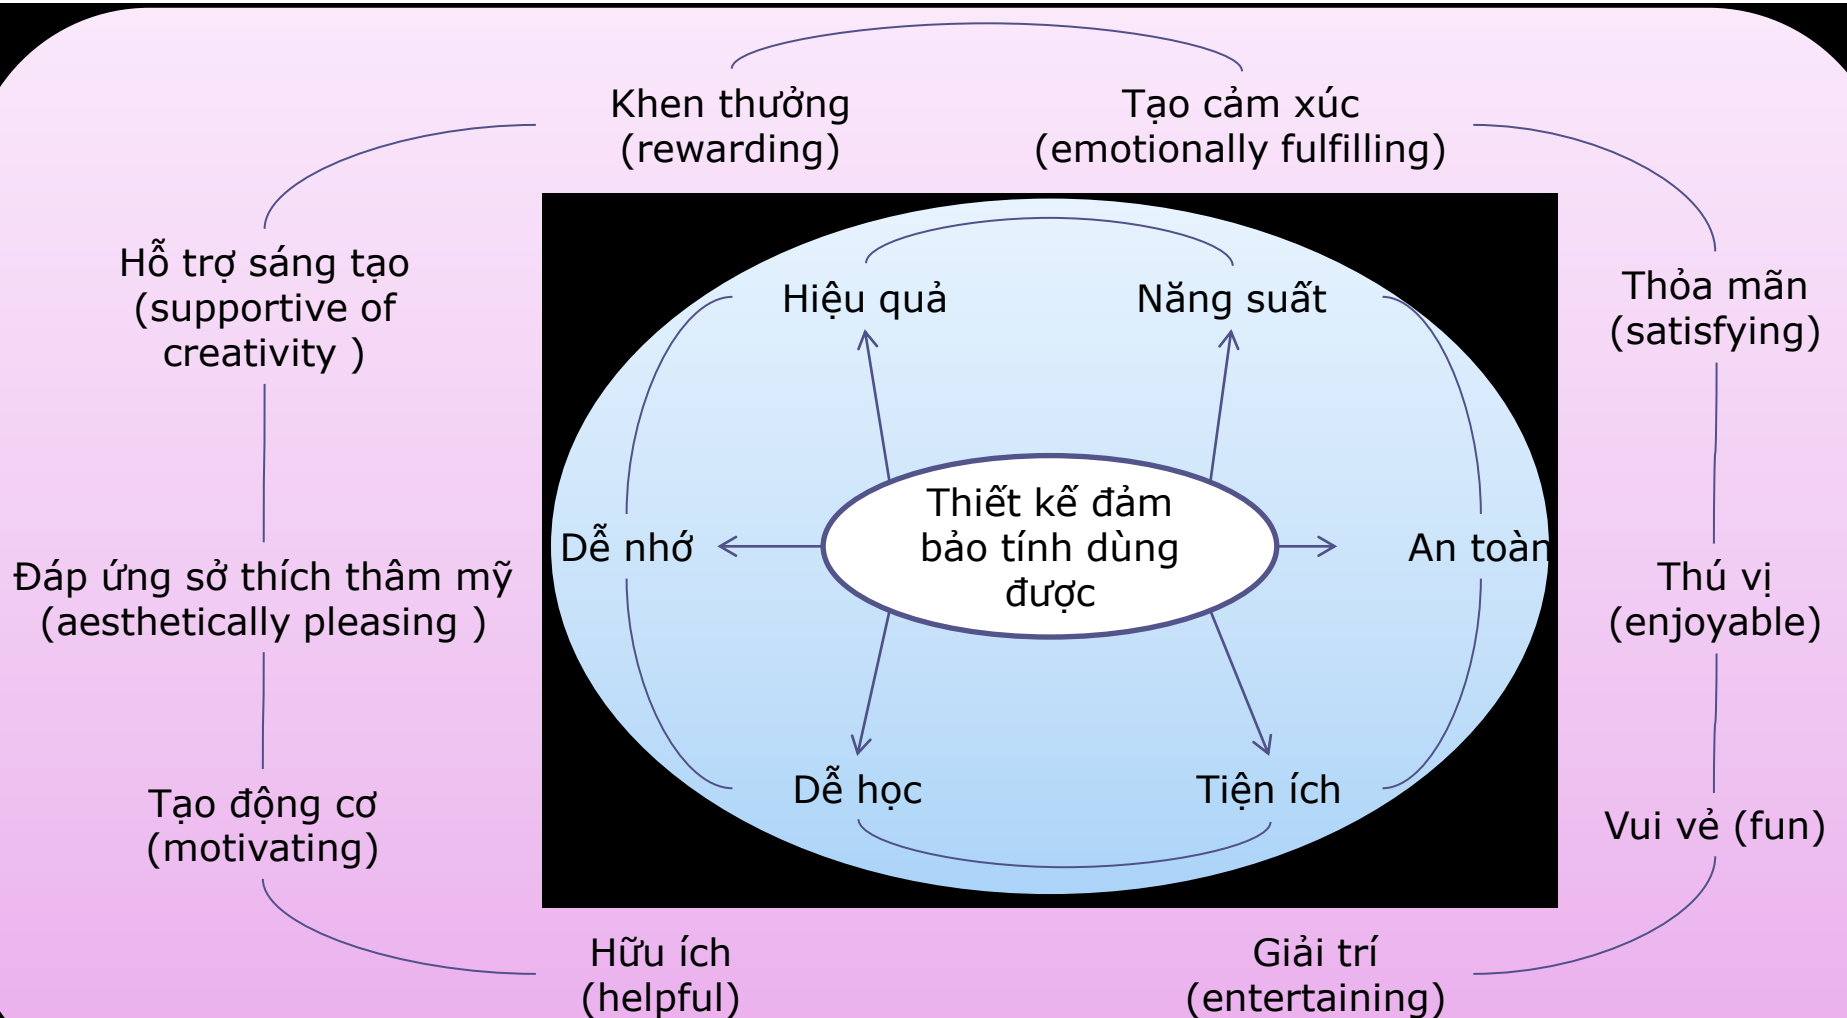 Khen thưởng
(rewarding)
Tạo cảm xúc
(emotionally fulfilling)
Hỗ trợ sáng tạo
(supportive of
creativity )
Hiệu quả
Năng suất
Thỏa mãn
(satisfying)
Thiết kế đảm
bảo tính dùng
được
Dễ nhớ
An toàn
Đáp ứng sở thích thâm mỹ
(aesthetically pleasing )
Thú vị
(enjoyable)
Dễ học
Tiện ích
Tạo động cơ
(motivating)
Vui vẻ (fun)
Hữu ích
(helpful)
Giải trí
(entertaining)